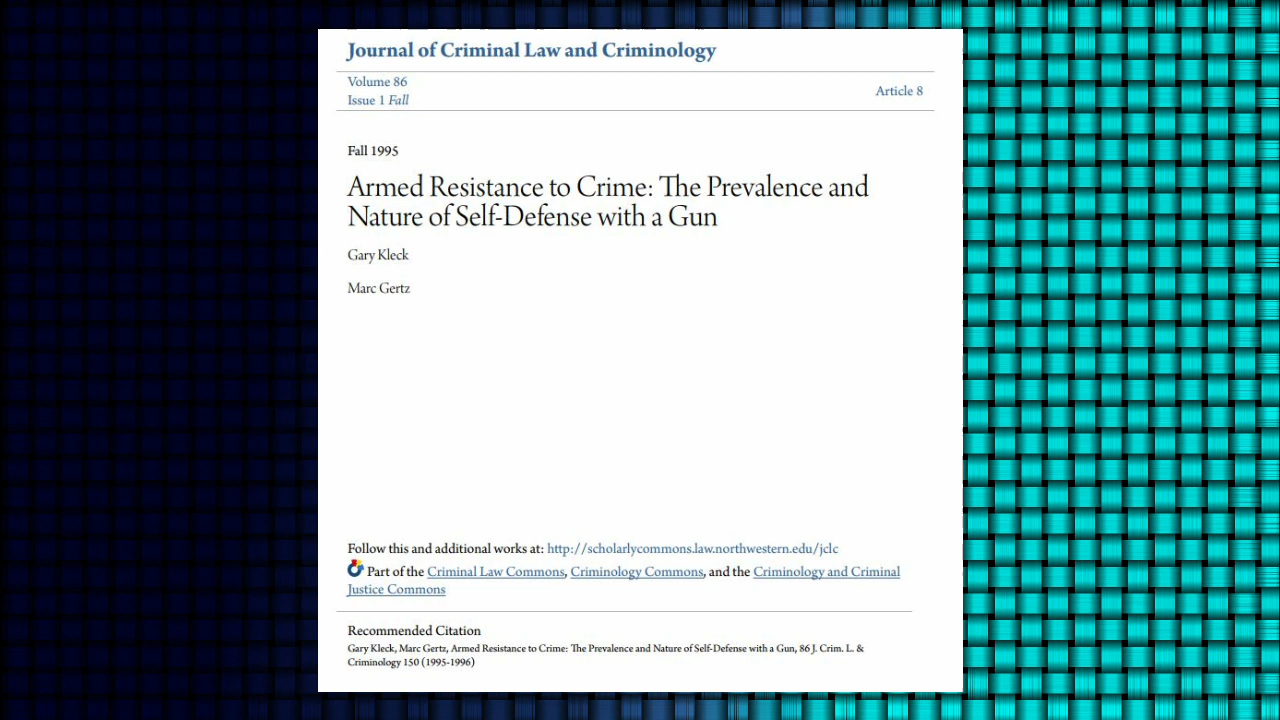 Journal of Criminal Law and Criminology
Volume 86
Issue 1 Fall
Article 8
Fall 1995
Armed Resistance to Crime: The Prevalence and
Nature of Self-Defense with a Gun
Gary Kleck
Marc Gertz
Follow this and additional works at: http://scholarlycommons.law.northwestern.edu/jclc
Part of the Criminal Law Commons, Criminology Commons, and the Criminology and Criminal
Justice Commons
Recommended Citation
Gary Kleck, Marc Gertz, Armed Resistance to Crime: The Prevalence and Nature of Self-Defense with a Gun, 86 J. Crim. L. &
Criminology 150 (1995-1996)